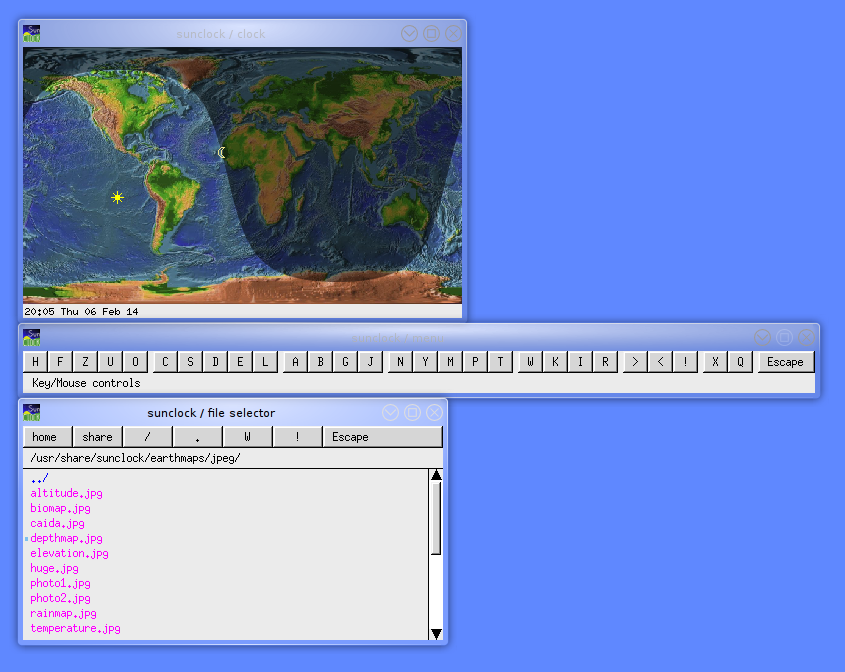 sunclock / clock
20:05 Thu 06 Feb 14
sunclock / menu
H F Z U O C S D E L A B G J N Y M P T W K I R > < ! X Q Escape
Key/Mouse controls
sunclock / file selector
home share / . W ! Escape
/usr/share/sunclock/earthmaps/jpeg/
../
altitude.jpg
biomap.jpg
caida.jpg
depthmap.jpg
elevation.jpg
huge.jpg
photo1.jpg
photo2.jpg
rainmap.jpg
temperature.jpg